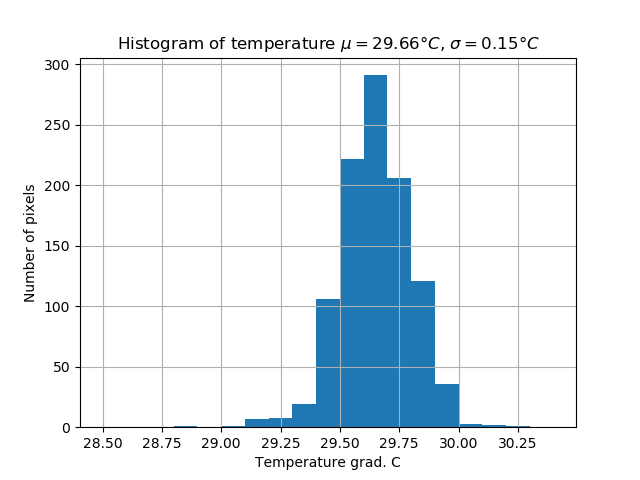 Histogram of temperature μ = 29.66°C, σ = 0.15°C
300
250
200
150
100
50
0
Number of pixels
28.50 28.75 29.00 29.25 29.50 29.75 30.00 30.25
Temperature grad. C